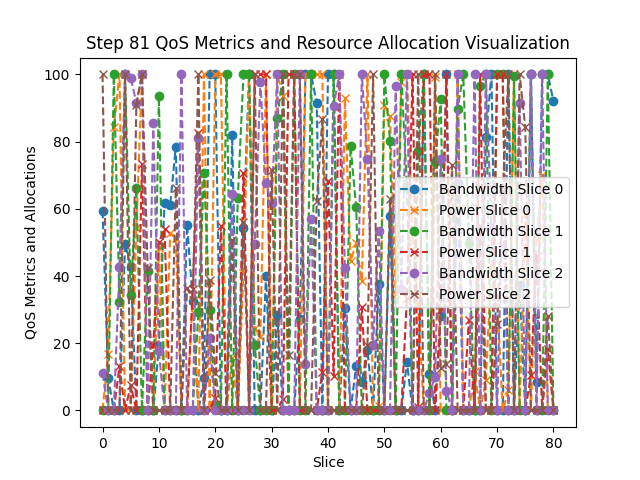 Step 81 QoS Metrics and Resource Allocation Visualization
QoS Metrics and Allocations
100
80
60
40
20
0
Bandwidth Slice 0
Power Slice 0
Bandwidth Slice 1
Power Slice 1
Bandwidth Slice 2
Power Slice 2
0 10 20 30 40 50 60 70 80
Slice